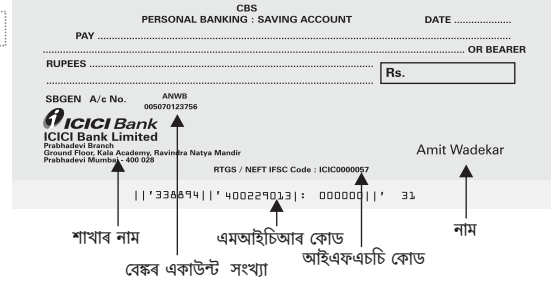 CBS
PERSONAL BANKING : SAVING ACCOUNT DATE ...................
PAY ....................................................................................................
.................................................................................................... OR BEARER
RUPEES ....................................................................................................
Rs.
SBGEN A/c No. ANWB
005070123756
ICICI Bank
ICICI Bank Limited
Prabhadevi Branch
Ground Floor, Kala Academy, Ravindra Natya Mandir
Prabhadevi Mumbai - 400 028
Amit Wadekar
RTGS / NEFT IFSC Code : ICIC0000057
||'338894||' 400229013|: 000000||' 31
শাখাৰ নাম
এমআইচিআৰ কোড
নাম
বেঙ্কৰ একাউন্ট সংখ্যা
আইএফএচচি কোড